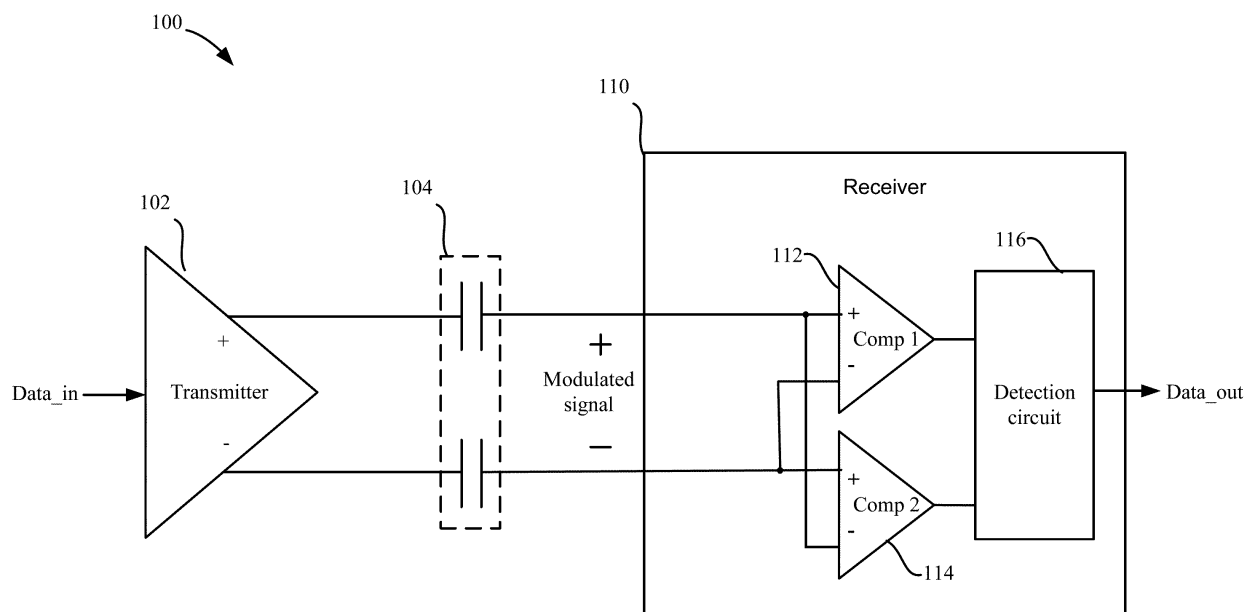 100
110
Receiver
104
102
116
112
+
+
+
Comp 1
-
Modulated
signal
Data_in
Transmitter
Detection
circuit
Data_out
-
−
+
Comp 2
-
114